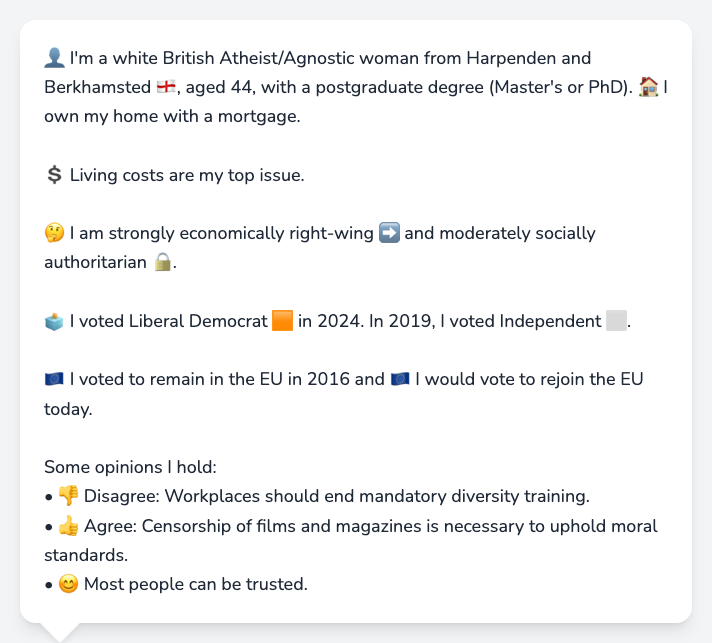 👤 I'm a white British Atheist/Agnostic woman from Harpenden and
Berkhamsted 🏴󠁧󠁢󠁥󠁮󠁧󠁿, aged 44, with a postgraduate degree (Master's or PhD). 🏠 I
own my home with a mortgage.
💲 Living costs are my top issue.
🤔 I am strongly economically right-wing ➡️ and moderately socially
authoritarian 🔒.
🗳️ I voted Liberal Democrat 🟧 in 2024. In 2019, I voted Independent ⬜.
🇪🇺 I voted to remain in the EU in 2016 and 🇪🇺 I would vote to rejoin the EU
today.
Some opinions I hold:
• 👎 Disagree: Workplaces should end mandatory diversity training.
• 👍 Agree: Censorship of films and magazines is necessary to uphold moral
standards.
• 😊 Most people can be trusted.